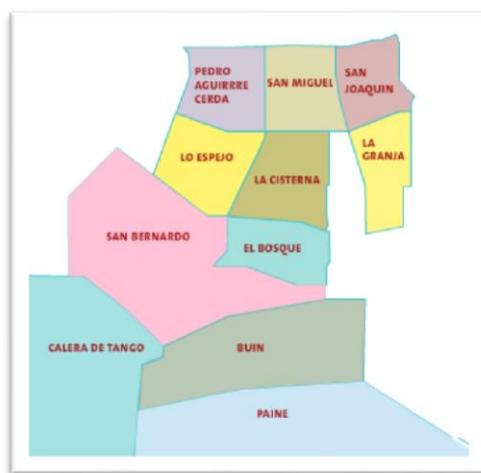 PEDRO
AGUIRRRE
CERDA
SAN MIGUEL
SAN
JOAQUIN
LO ESPEJO
LA CISTERNA
LA
GRANJA
SAN BERNARDO
EL BOSQUE
CALERA DE TANGO
BUIN
PAINE